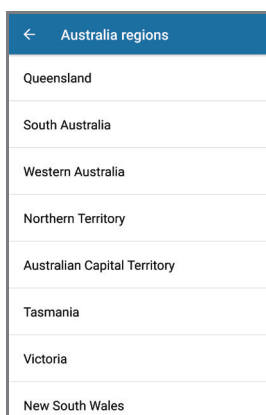 Australia regions
Queensland
South Australia
Western Australia
Northern Territory
Australian Capital Territory
Tasmania
Victoria
New South Wales